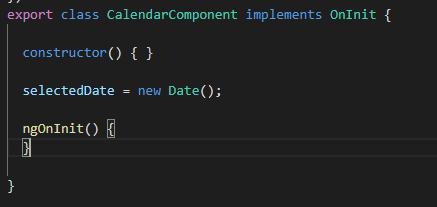 export class CalendarComponent implements OnInit {
constructor() { }
selectedDate = new Date();
ngOnInit() {
}
}